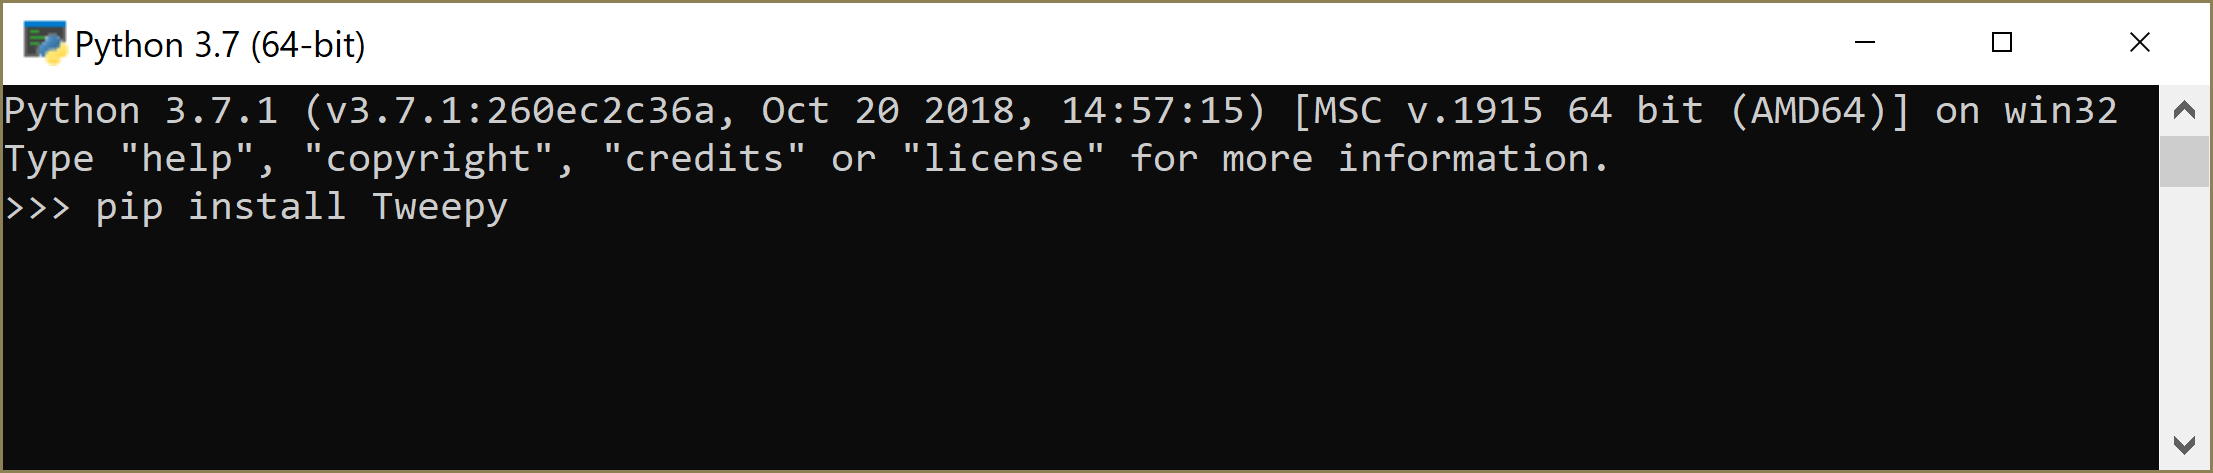 Python 3.7 (64-bit)
Python 3.7.1 (v3.7.1:260ec2c36a, Oct 20 2018, 14:57:15) [MSC v.1915 64 bit (AMD64)] on win32
Type "help", "copyright", "credits" or "license" for more information.
>>> pip install Tweepy